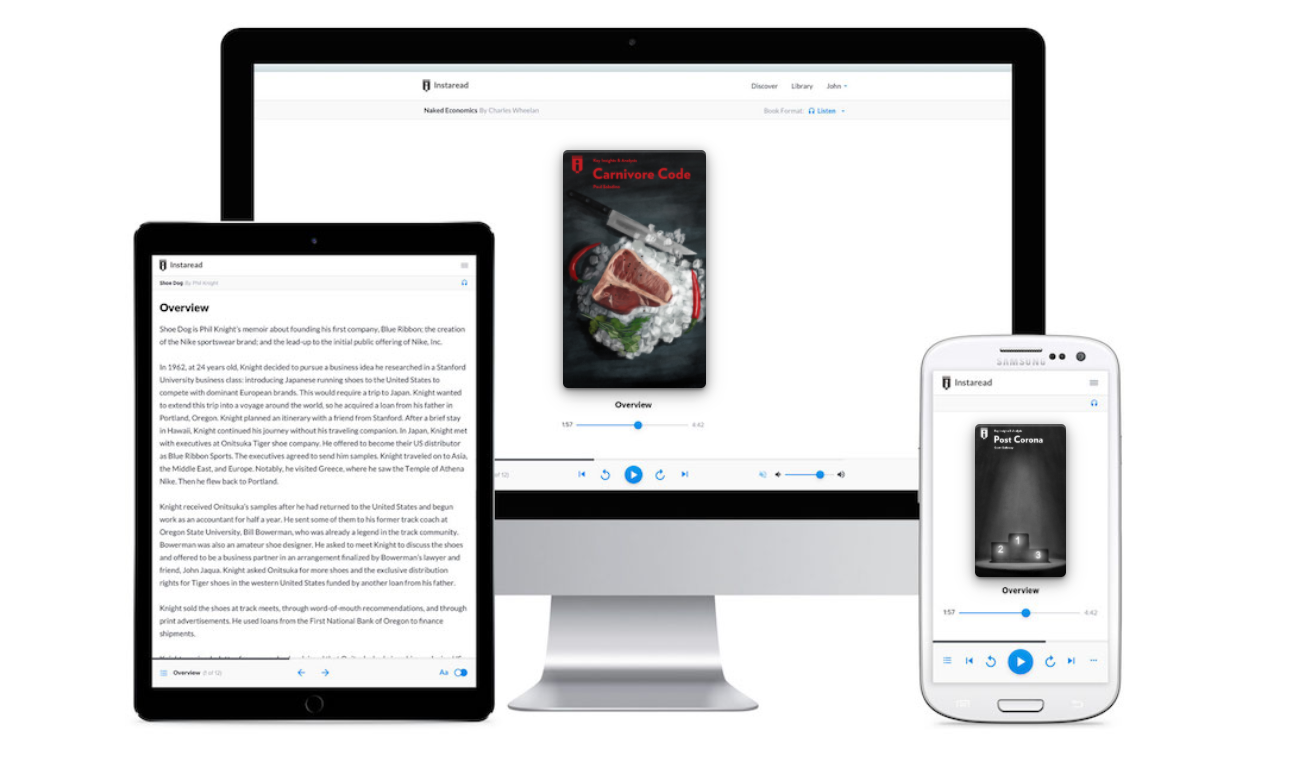 Instaread
Discover Library John
Naked Economics By Charles Wheelan
Book Format: Listen
Key Insights & Analysis
Carnivore Code
Overview
1:57 4:42
of 12)
Instaread
Shoe Dog By Phil Knight
Overview
Shoe Dog is Phil Knight's memoir about founding his first company, Blue Ribbon; the creation
of the Nike sportswear brand; and the lead-up to the initial public offering of Nike, Inc.
In 1962, at 24 years old, Knight decided to pursue a business idea he researched in a Stanford
University business class: introducing Japanese running shoes to the United States to
compete with dominant European brands. This would require a trip to Japan. Knight wanted
to extend this trip into a voyage around the world, so he acquired a loan from his father in
Portland, Oregon. Knight planned an itinerary with a friend from Stanford. After a brief stay
in Hawaii, Knight continued his journey without his traveling companion. In Japan, Knight met
with executives at Onitsuka Tiger shoe company. He offered to become their US distributor
as Blue Ribbon Sports. The executives agreed to send him samples. Knight traveled on to Asia,
the Middle East, and Europe. Notably, he visited Greece, where he saw the Temple of Athena
Nike. Then he flew back to Portland.
Knight received Onitsuka's samples after he had returned to the United States and begun
work as an accountant for half a year. He sent some of them to his former track coach at
Oregon State University, Bill Bowerman, who was already a legend in the track community.
Bowerman was also an amateur shoe designer. He asked to meet Knight to discuss the shoes
and offered to be a business partner in an arrangement finalized by Bowerman's lawyer and
friend, John Jaqua. Knight asked Onitsuka for more shoes and the exclusive distribution
rights for Tiger shoes in the western United States funded by another loan from his father.
Knight sold the shoes at track meets, through word-of-mouth recommendations, and through
print advertisements. He used loans from the First National Bank of Oregon to finance
shipments.
Overview (1 of 12)
Aa
SAMSUNG
Instaread
Post Corona
1
2
3
Overview
1:57 4:42